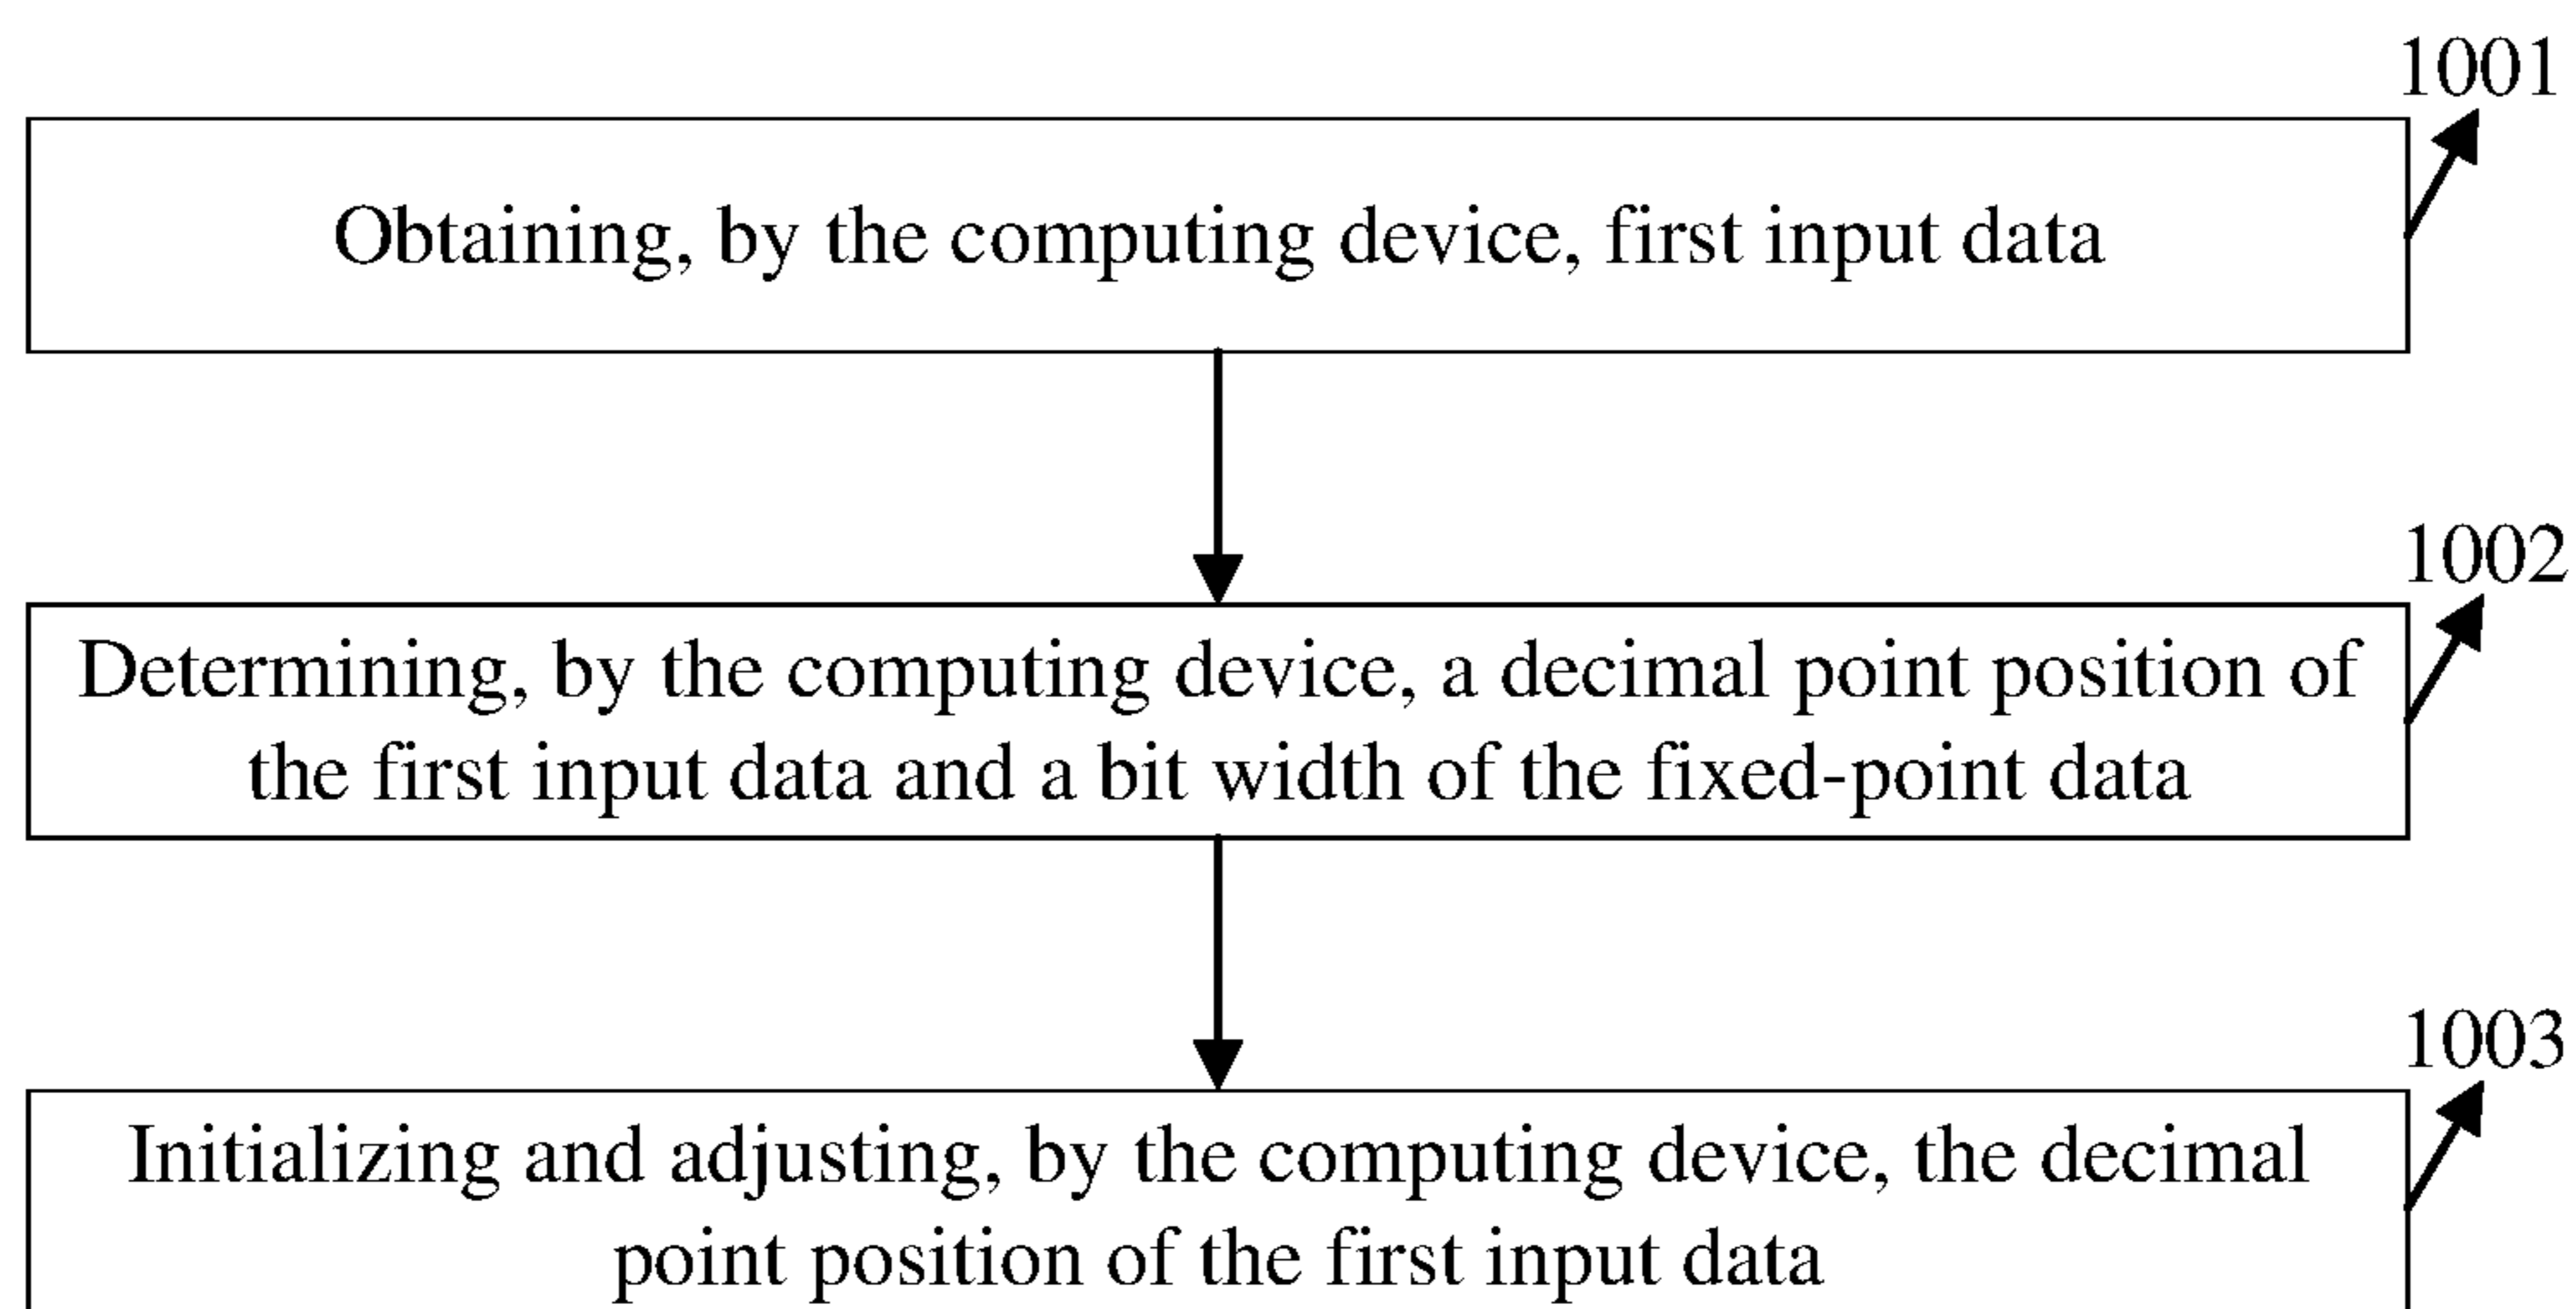 1001
Obtaining, by the computing device, first input data
1002
Determining, by the computing device, a decimal point position of
the first input data and a bit width of the fixed-point data
1003
Initializing and adjusting, by the computing device, the decimal
point position of the first input data